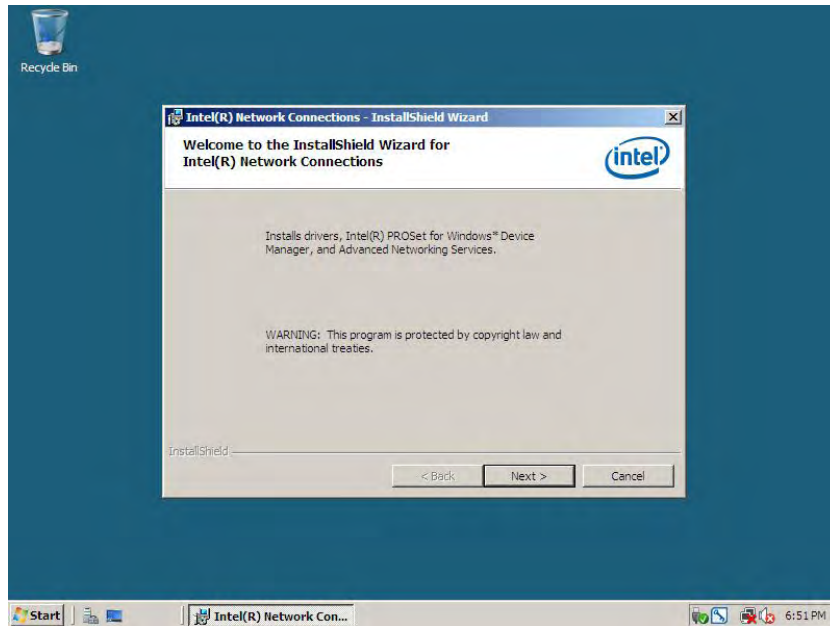 Recycle Bin
Intel(R) Network Connections - InstallShield Wizard
Welcome to the InstallShield Wizard for
Intel(R) Network Connections
intel
Installs drivers, Intel(R) PROSet for Windows* Device
Manager, and Advanced Networking Services.
WARNING: This program is protected by copyright law and
international treaties.
InstallShield
< Back
Next >
Cancel
Start
Intel(R) Network Con...
6:51 PM